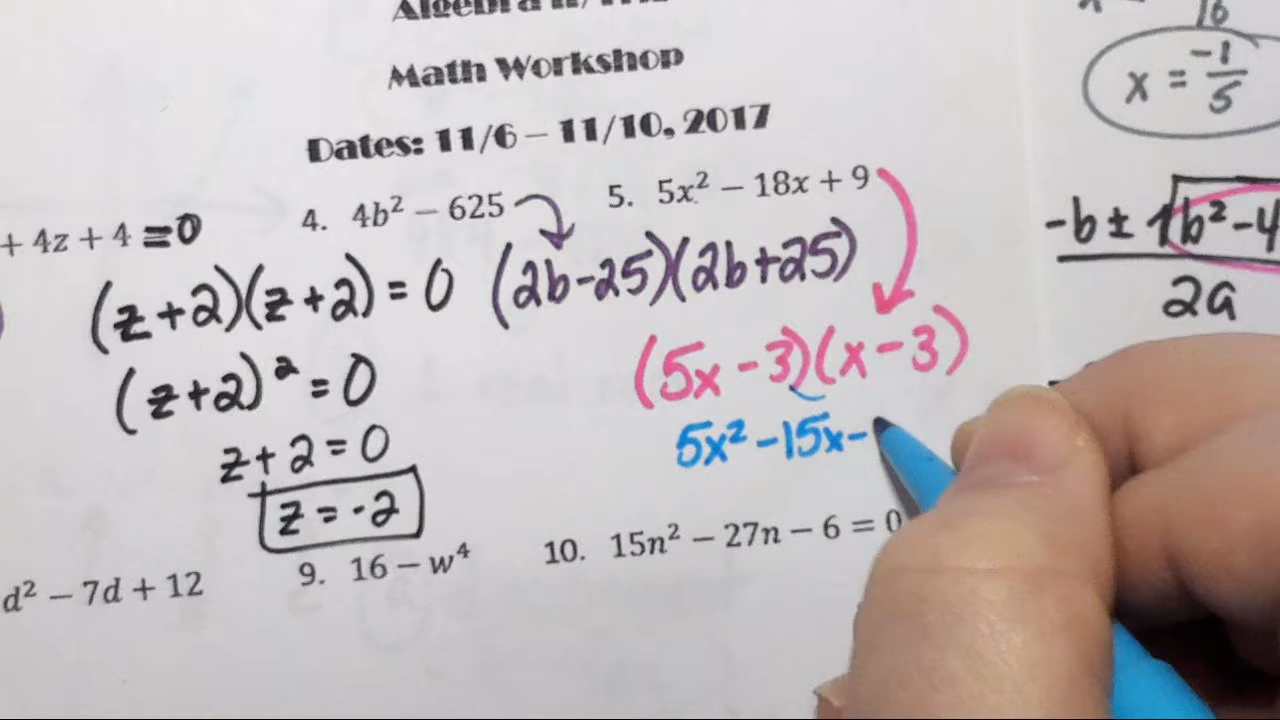 Math Workshop
Dates: 11/6 – 11/10, 2017
+ 4z + 4 = 0
(z+2)(z+2) = 0
(z+2)² = 0
z+2 = 0
z = -2
4. 4b² − 625
(2b-25)(2b+25)
5. 5x² − 18x + 9
(5x-3)(x-3)
5x² -15x-
d² − 7d + 12
9. 16 − w⁴
10. 15n² − 27n − 6 = 0
16
x = -1/5
-b ± √b² - 4
2a